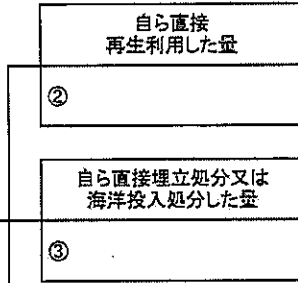 自ら直接
再生利用した量
②
自ら直接埋立処分又は
海洋投入処分した量
③